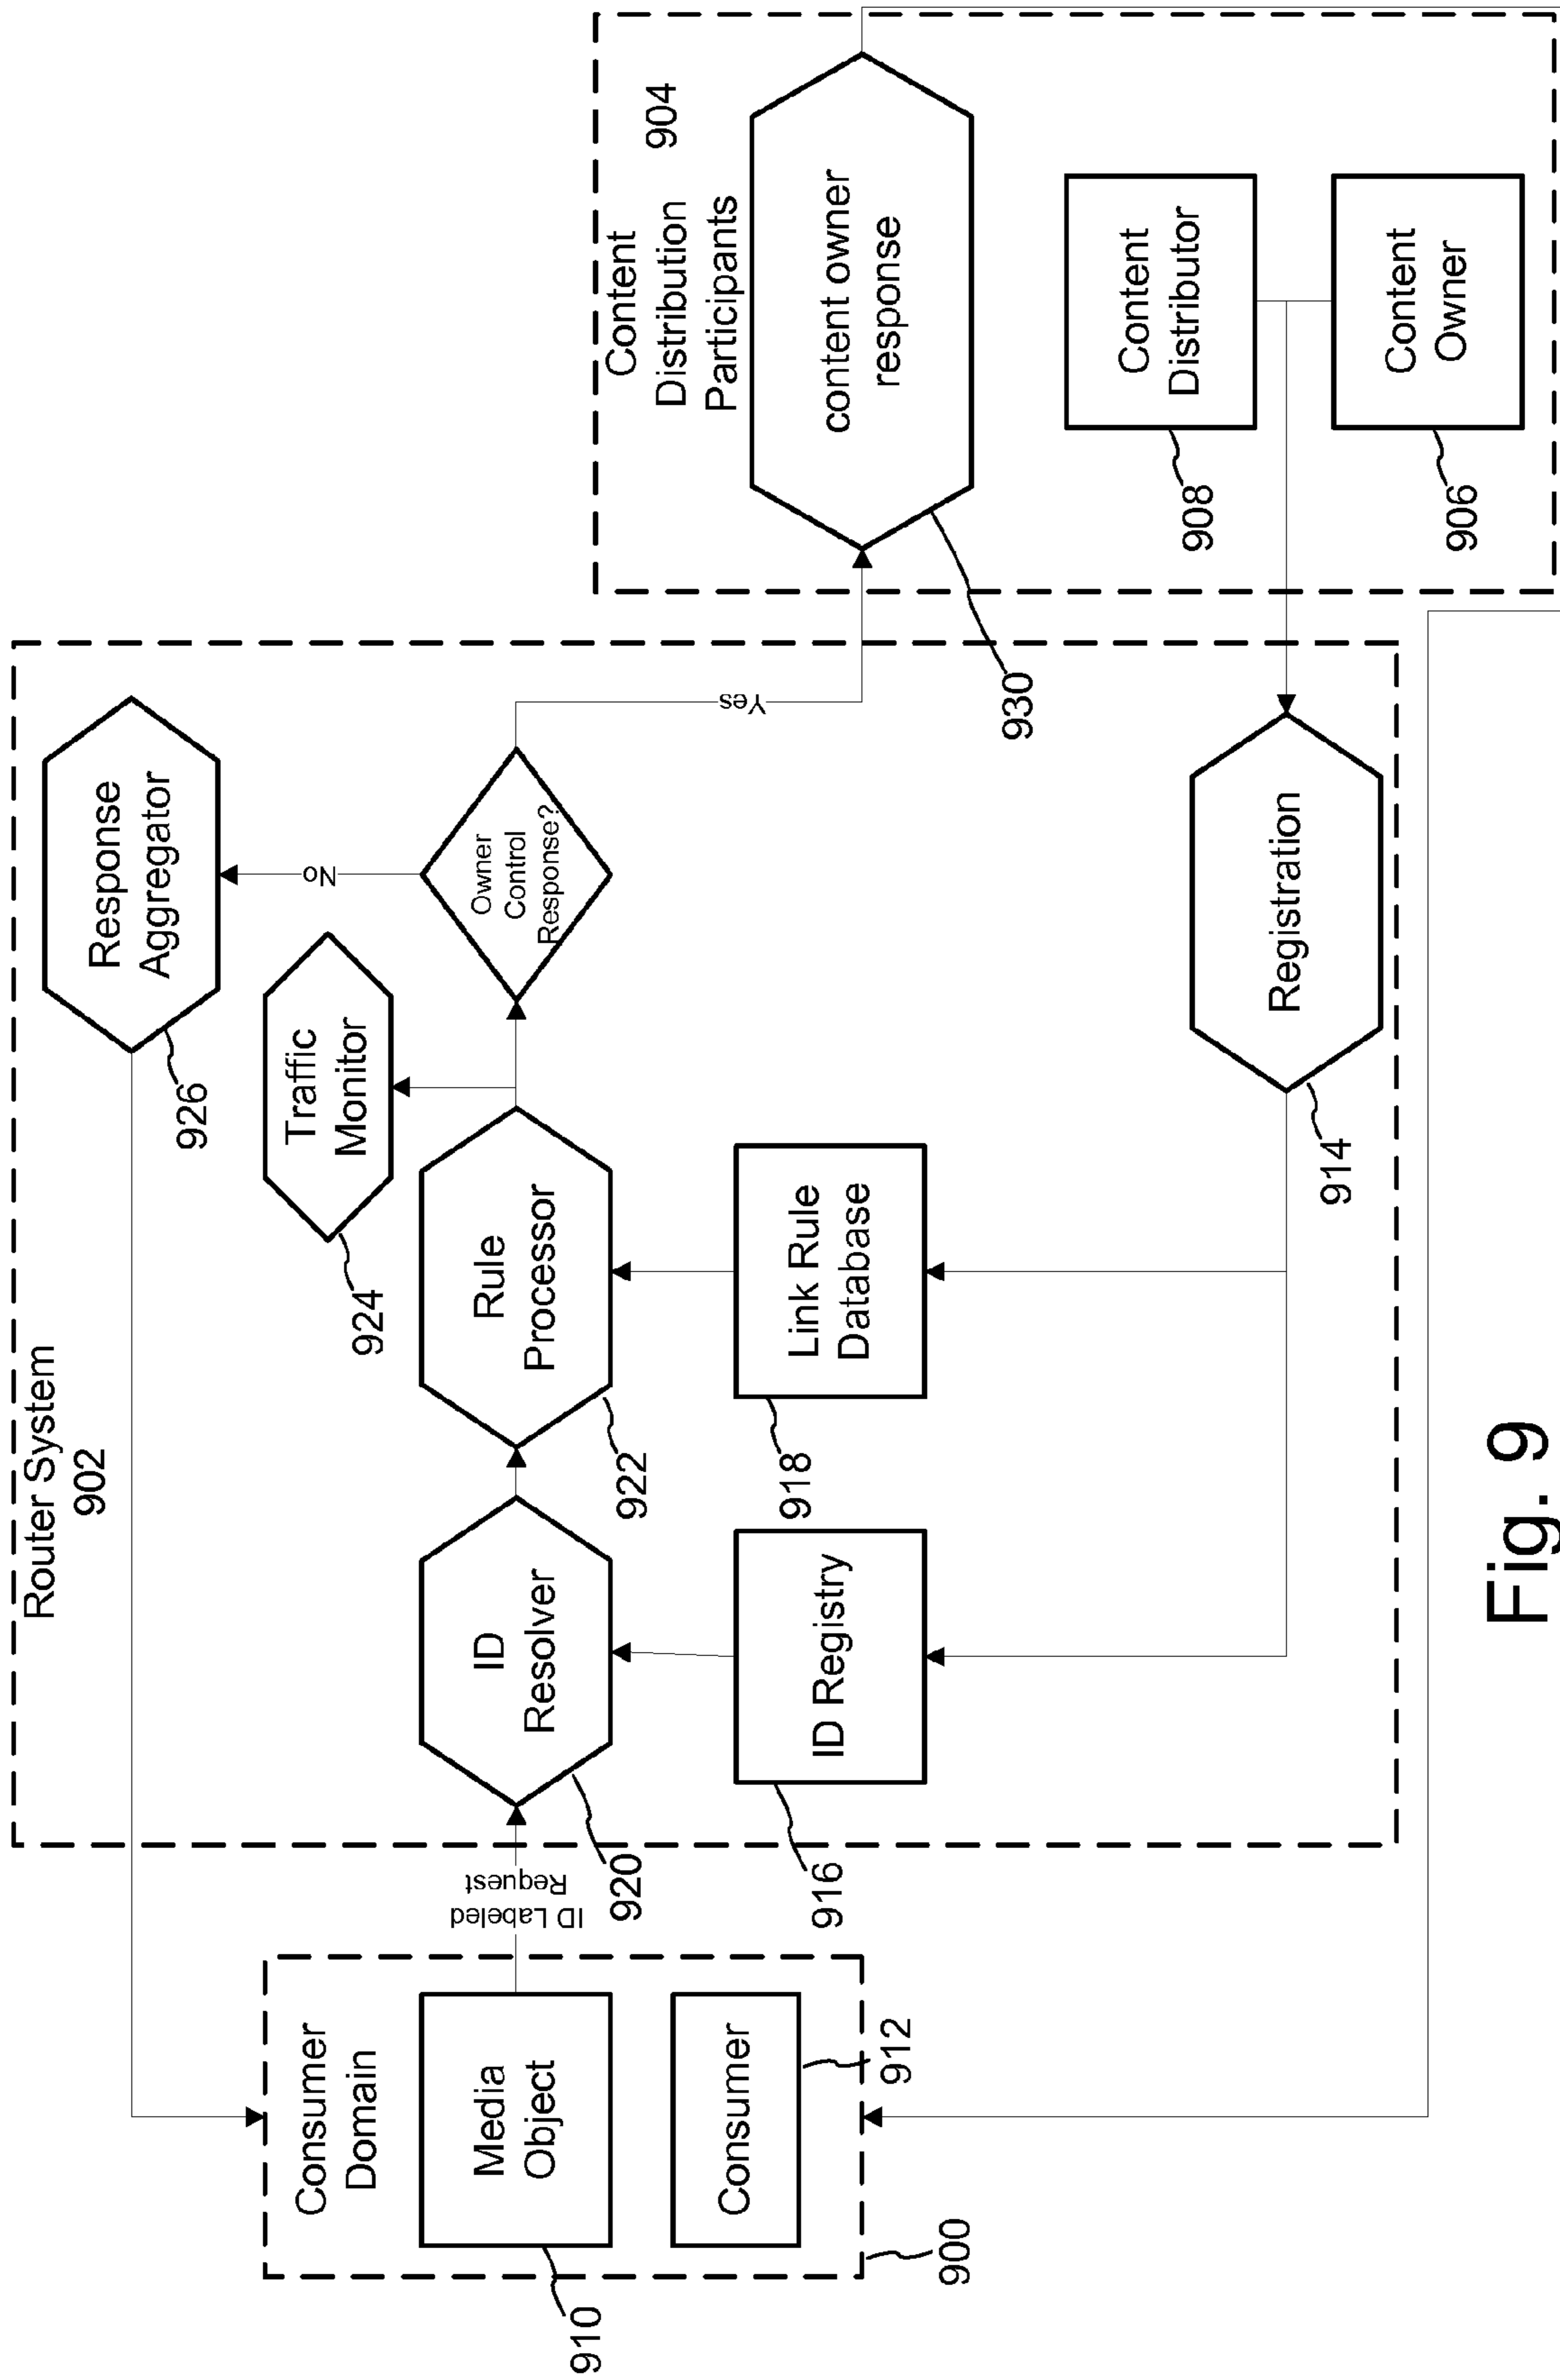 Router System
902
Response
Aggregator
926
Traffic
Monitor
924
Consumer
Domain
Media
Object
910
Consumer
912
900
ID Labeled
Request
ID
Resolver
920
Rule
Processor
922
Owner
Control
Response?
No
Yes
ID Registry
916
Link Rule
Database
918
Registration
914
Content
Distribution
Participants
904
content owner
response
930
Content
Distributor
908
Content
Owner
906
Fig. 9